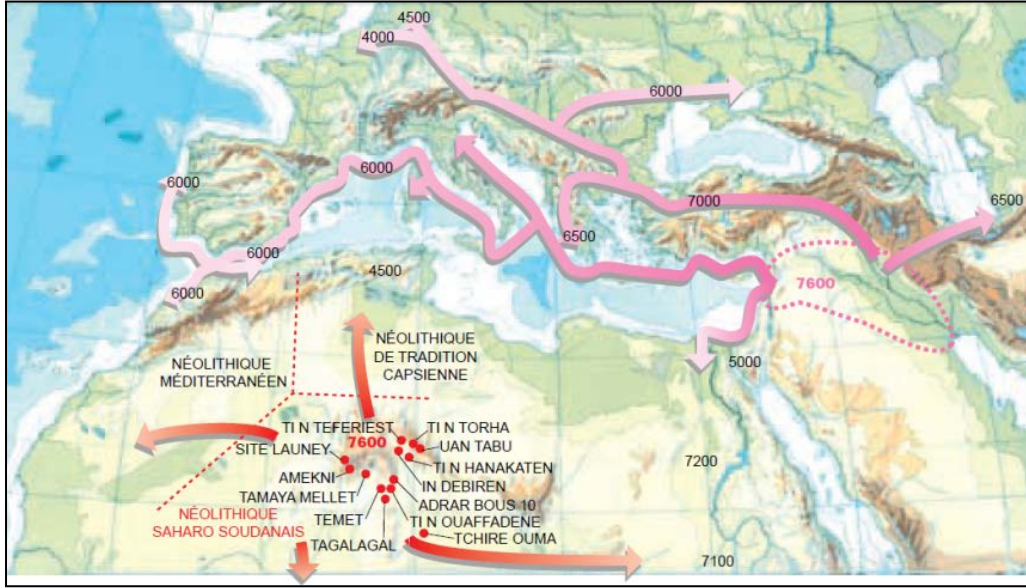 4500
4000
6000
6000
6000
7000
6500
6500
6000
7600
6000
4500
5000
NÉOLITHIQUE
MÉDITERRANÉEN
NÉOLITHIQUE
DE TRADITION
CAPSIENNE
TI N TEFERIEST
7600
TI N TORHA
UAN TABU
SITE LAUNEY
TI N HANAKATEN
AMEKNI
IN DEBIREN
TAMAYA MELLET
ADRAR BOUS 10
TEMET
TI N OUAFFADENE
TAGALAGAL
TCHIRE OUMA
NÉOLITHIQUE
SAHARO SOUDANAIS
7200
7100